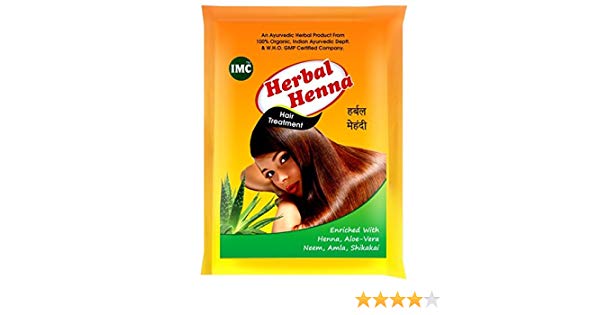 An Ayurvedic Herbal Product From
100% Organic, Indian Ayurvedic Deptt.
& W.H.O. GMP Certified Company.
IMC
Herbal
Henna
Hair
Treatment
हर्बल
मेहंदी
Enriched With
Henna, Aloe-Vera
Neem, Amla, Shikakai